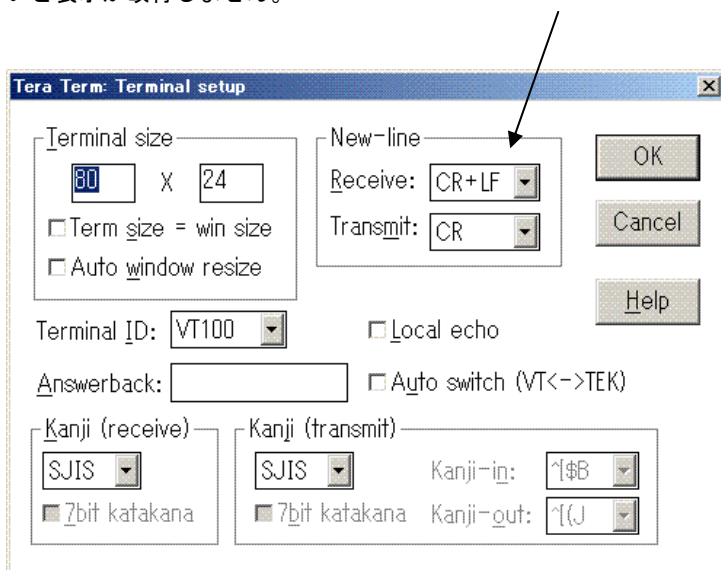 Tera Term: Terminal setup
Terminal size
80 X 24
Term size = win size
Auto window resize
New-line
Receive: CR+LF
Transmit: CR
OK
Cancel
Help
Terminal ID: VT100
Local echo
Answerback:
Auto switch (VT<->TEK)
Kanji (receive)
SJIS
7bit katakana
Kanji (transmit)
SJIS
7bit katakana
Kanji-in: ^[$B
Kanji-out: ^[(J